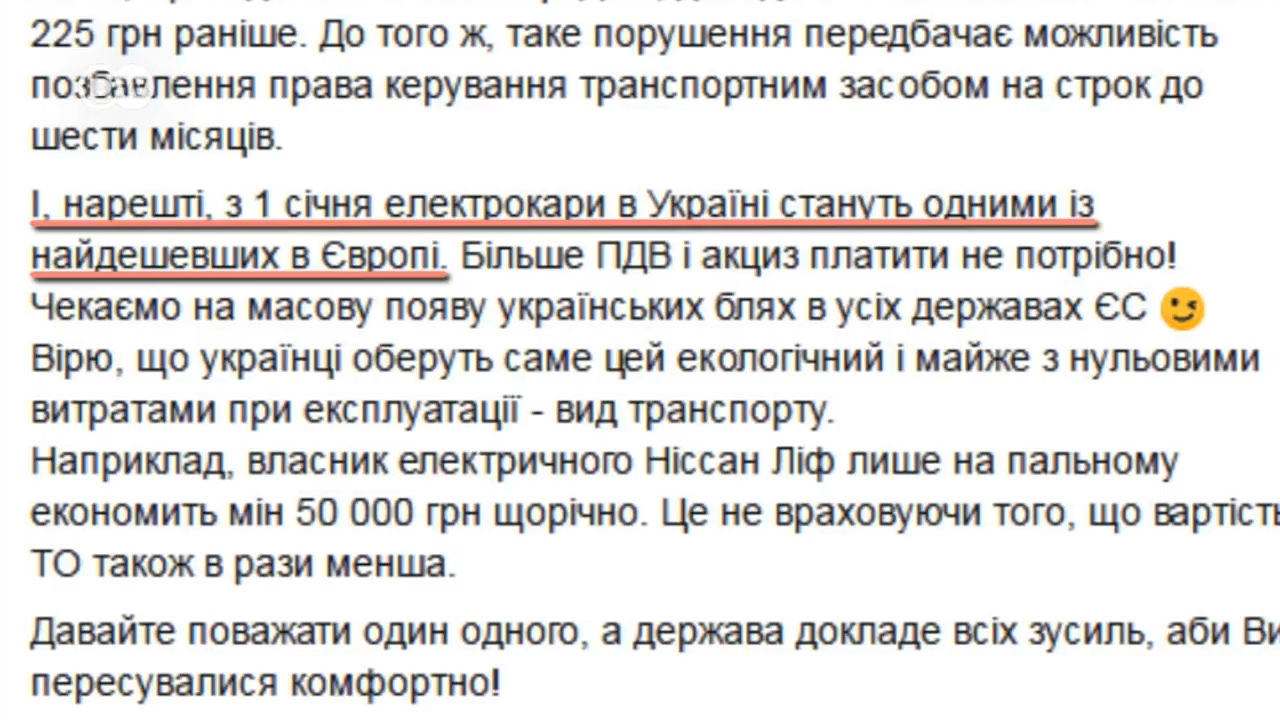 225 грн раніше. До того ж, таке порушення передбачає можливість
позбавлення права керування транспортним засобом на строк до
шести місяців.
І, нарешті, з 1 січня електрокари в Україні стануть одними із
найдешевших в Європі. Більше ПДВ і акциз платити не потрібно!
Чекаємо на масову появу українських блях в усіх державах ЄС 😉
Вірю, що українці оберуть саме цей екологічний і майже з нульовими
витратами при експлуатації - вид транспорту.
Наприклад, власник електричного Ніссан Ліф лише на пальному
економить мін 50 000 грн щорічно. Це не враховуючи того, що вартість
ТО також в рази менша.
Давайте поважати один одного, а держава докладе всіх зусиль, аби Ви
пересувалися комфортно!